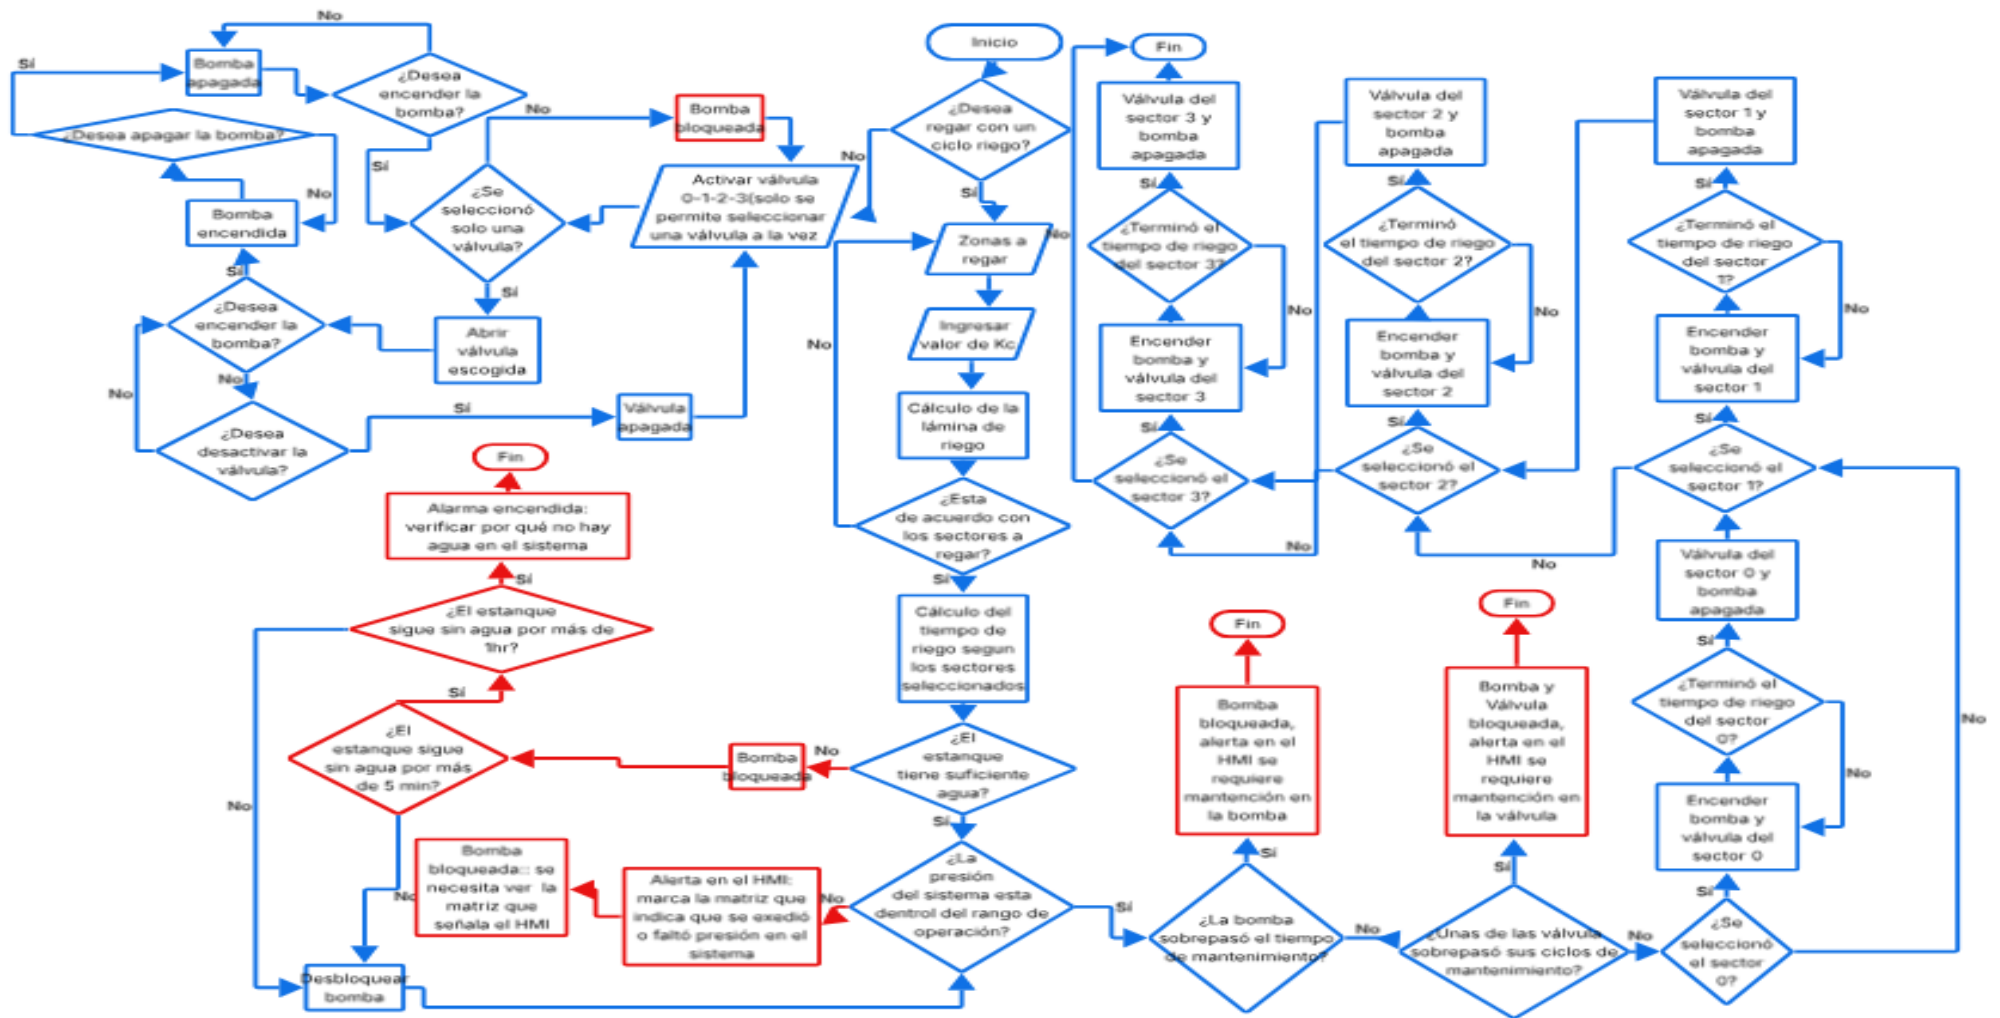 No
Inicio
Fin
Sí
Bomba
apagada
¿Desea
encender la
bomba?
¿Desea apagar la bomba?
No
Bomba
bloqueada
¿Desea
regar con un
ciclo riego?
Válvula del
sector 3 y
bomba
apagada
Válvula del
sector 2 y
bomba
apagada
Válvula del
sector 1 y
bomba
apagada
Sí
No
Sí
No
Bomba
encendida
¿Se
seleccionó
solo una
válvula?
Activar válvula
0-1-2-3(solo se
permite seleccionar
una válvula a la vez
Zonas a
regar
No
Sí
¿Terminó el
tiempo de riego
del sector 3?
Sí
¿Terminó
el tiempo de riego
del sector 2?
Sí
¿Terminó el
tiempo de riego
del sector
1?
Sí
¿Desea
encender la
bomba?
Sí
Abrir
válvula
escogida
Ingresar
valor de Kc
No
No
Encender
bomba y
válvula del
sector 3
No
Encender
bomba y
válvula del
sector 2
No
Encender
bomba y
válvula del
sector 1
No
No
¿Desea
desactivar la
válvula?
Sí
Válvula
apagada
Cálculo de la
lámina de
riego
Sí
¿Se
seleccionó el
sector 3?
Sí
¿Se
seleccionó el
sector 2?
Sí
¿Se
seleccionó el
sector 1?
Fin
Alarma encendida:
verificar por qué no hay
agua en el sistema
¿Esta
de acuerdo con
los sectores a
regar?
No
No
Válvula del
sector 0 y
bomba
apagada
Sí
¿El estanque
sigue sin agua por más de
1hr?
Sí
Cálculo del
tiempo de
riego segun
los sectores
seleccionados
Fin
Fin
Sí
¿Terminó el
tiempo de riego
del sector
0?
No
Sí
¿El
estanque sigue
sin agua por más
de 5 min?
Bomba
bloqueada
No
¿El
estanque
tiene suficiente
agua?
Bomba
bloqueada,
alerta en el
HMI se
requiere
mantención en
la bomba
Bomba y
Válvula
bloqueada,
alerta en el
HMI se
requiere
mantención en
la válvula
No
Encender
bomba y
válvula del
sector 0
No
Sí
Bomba
bloqueada:: se
necesita ver la
matriz que
señala el HMI
No
Alerta en el HMI:
marca la matriz que
indica que se exedió
o faltó presión en el
sistema
No
¿La
presión
del sistema esta
dentrol del rango de
operación?
Sí
Sí
¿La bomba
sobrepasó el tiempo
de mantenimiento?
No
Sí
¿Unas de las válvula
sobrepasó sus ciclos de
mantenimiento?
No
Sí
¿Se
seleccionó
el sector
0?
Desbloquear
bomba